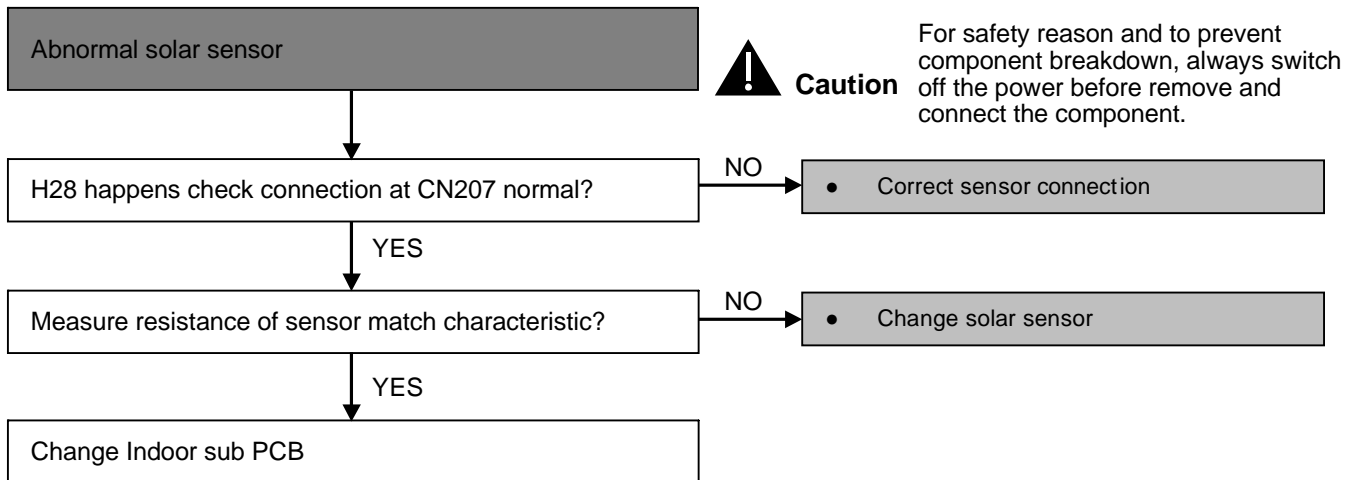 Abnormal solar sensor
Caution
For safety reason and to prevent
component breakdown, always switch
off the power before remove and
connect the component.
H28 happens check connection at CN207 normal?
NO
● Correct sensor connection
YES
Measure resistance of sensor match characteristic?
NO
● Change solar sensor
YES
Change Indoor sub PCB